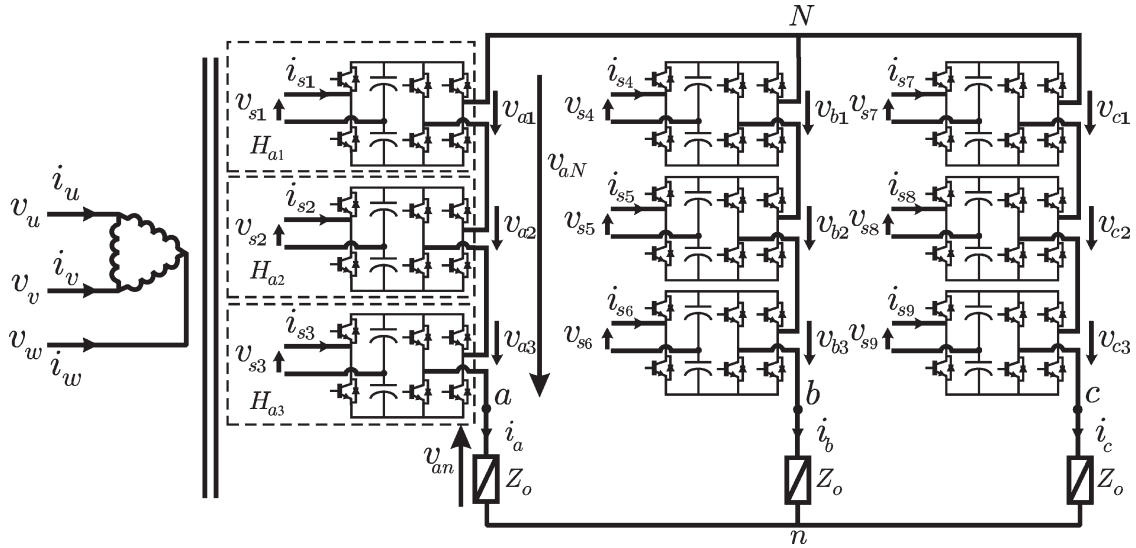 N
i_s1
i_s4
i_s7
v_s1
v_a1
v_s4
v_b1
v_s7
v_c1
H_a1
v_aN
i_u
i_s2
i_s5
i_s8
v_u
v_s2
v_a2
v_s5
v_b2
v_s8
v_c2
i_v
H_a2
v_v
i_s3
i_s6
i_s9
v_w
v_s3
v_a3
v_s6
v_b3
v_s9
v_c3
i_w
H_a3
a
b
c
i_a
i_b
i_c
v_an
Z_o
Z_o
Z_o
n